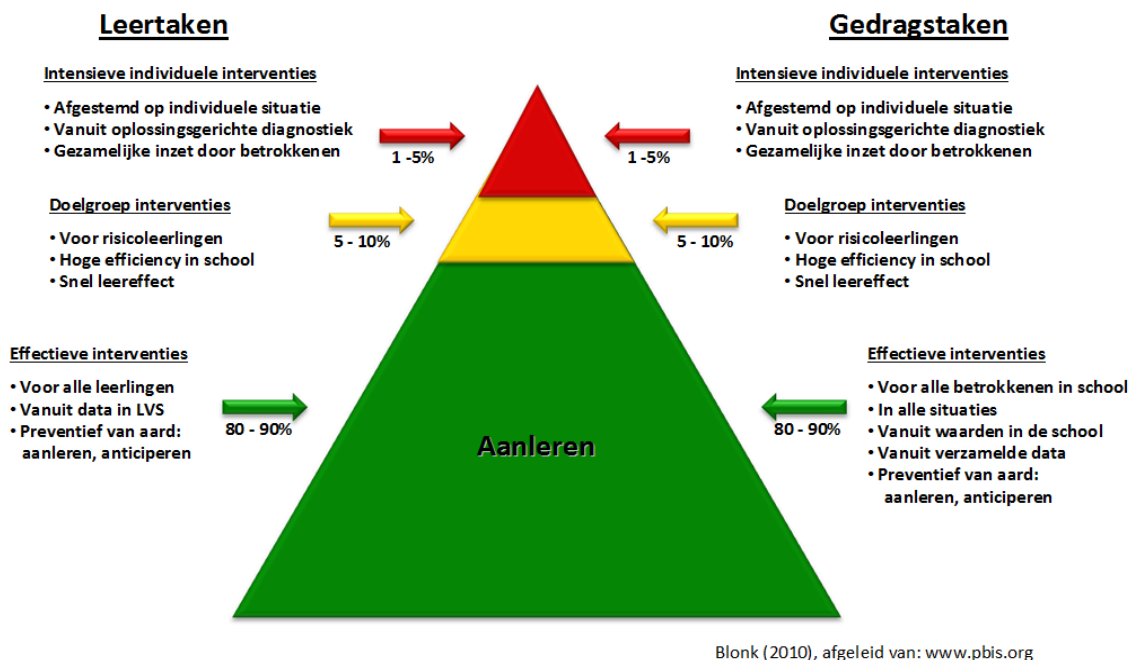 Leertaken
Intensieve individuele interventies
• Afgestemd op individuele situatie
• Vanuit oplossingsgerichte diagnostiek
• Gezamelijke inzet door betrokkenen
1 -5%
Doelgroep interventies
• Voor risicoleerlingen
• Hoge efficiency in school
• Snel leereffect
5 - 10%
Effectieve interventies
• Voor alle leerlingen
• Vanuit data in LVS
• Preventief van aard:
aanleren, anticiperen
80 - 90%
Aanleren
Gedragstaken
Intensieve individuele interventies
• Afgestemd op individuele situatie
• Vanuit oplossingsgerichte diagnostiek
• Gezamelijke inzet door betrokkenen
1 -5%
Doelgroep interventies
• Voor risicoleerlingen
• Hoge efficiency in school
• Snel leereffect
5 - 10%
Effectieve interventies
• Voor alle betrokkenen in school
• In alle situaties
• Vanuit waarden in de school
• Vanuit verzamelde data
• Preventief van aard:
aanleren, anticiperen
80 - 90%
Blonk (2010), afgeleid van: www.pbis.org